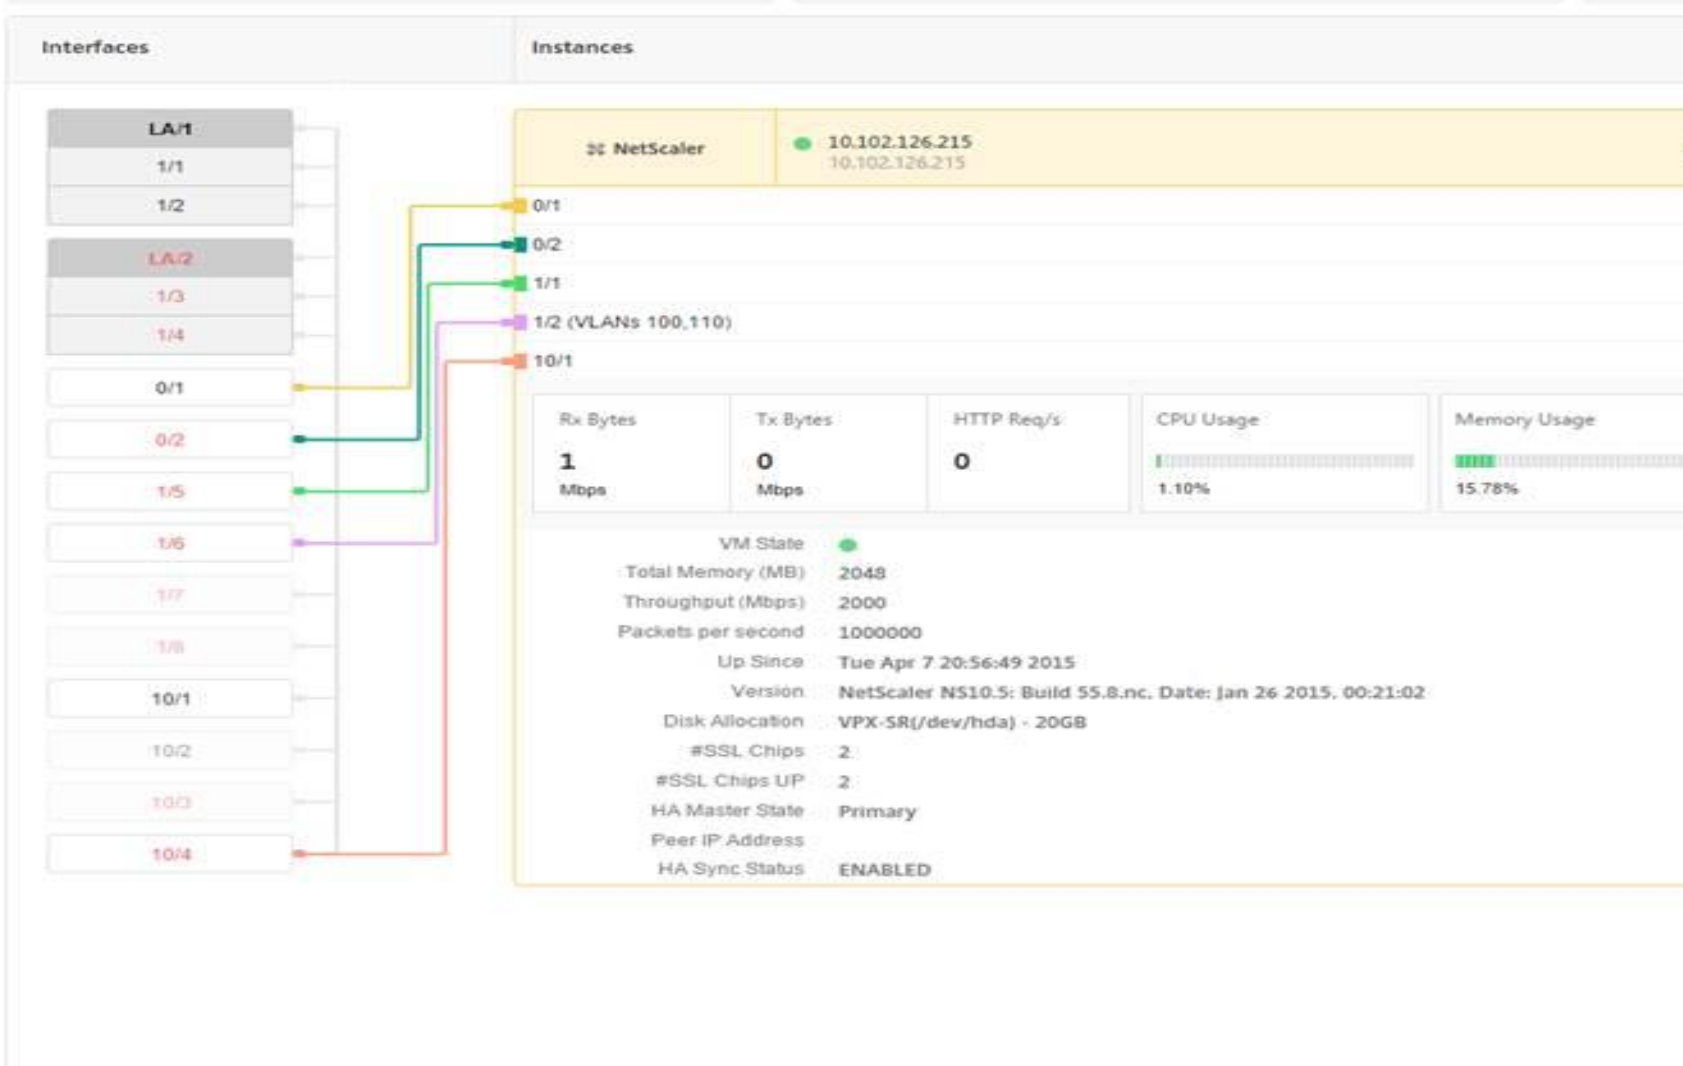 Interfaces
Instances
LA/1
1/1
1/2
LA/2
1/3
1/4
0/1
0/2
1/5
1/6
1/7
1/8
10/1
10/2
10/3
10/4
NetScaler
10.102.126.215
10.102.126.215
0/1
0/2
1/1
1/2 (VLANs 100,110)
10/1
Rx Bytes
1
Mbps
Tx Bytes
0
Mbps
HTTP Req/s
0
CPU Usage
1.10%
Memory Usage
15.78%
VM State
Total Memory (MB) 2048
Throughput (Mbps) 2000
Packets per second 1000000
Up Since Tue Apr 7 20:56:49 2015
Version NetScaler NS10.5: Build 55.8.nc, Date: Jan 26 2015, 00:21:02
Disk Allocation VPX-SR(/dev/hda) - 20GB
#SSL Chips 2
#SSL Chips UP 2
HA Master State Primary
Peer IP Address
HA Sync Status ENABLED